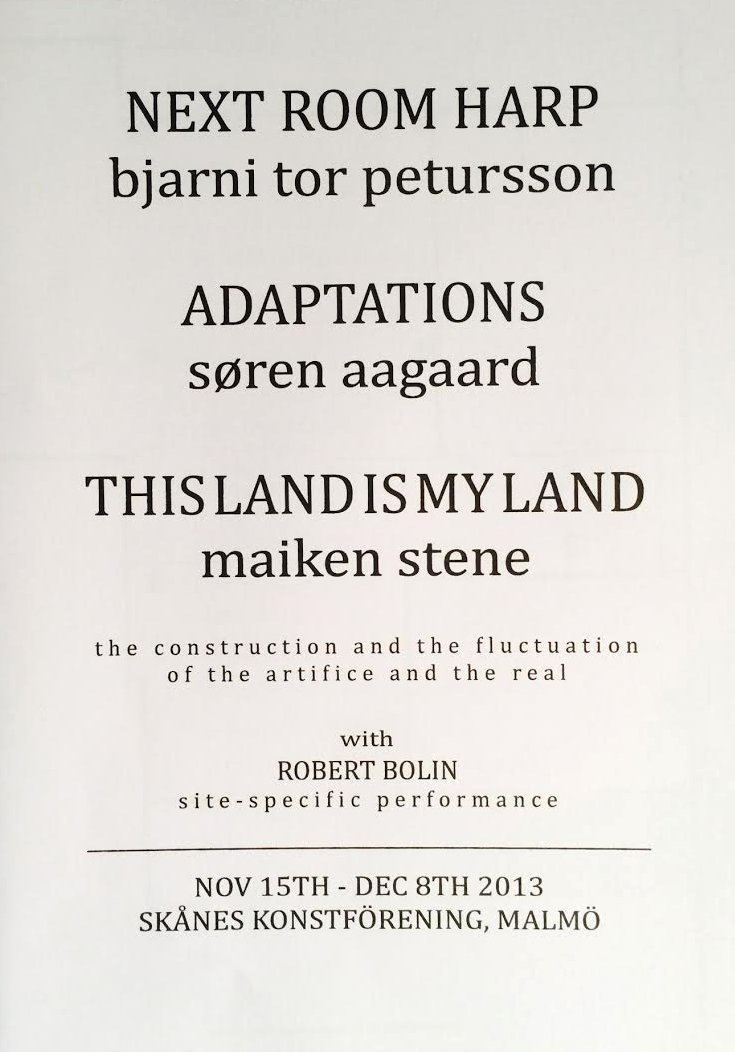 NEXT ROOM HARP
bjarni tor petursson
ADAPTATIONS
søren aagaard
THIS LAND IS MY LAND
maiken stene
the construction and the fluctuation
of the artifice and the real
with
ROBERT BOLIN
site-specific performance
NOV 15TH - DEC 8TH 2013
SKÅNES KONSTFÖRENING, MALMÖ